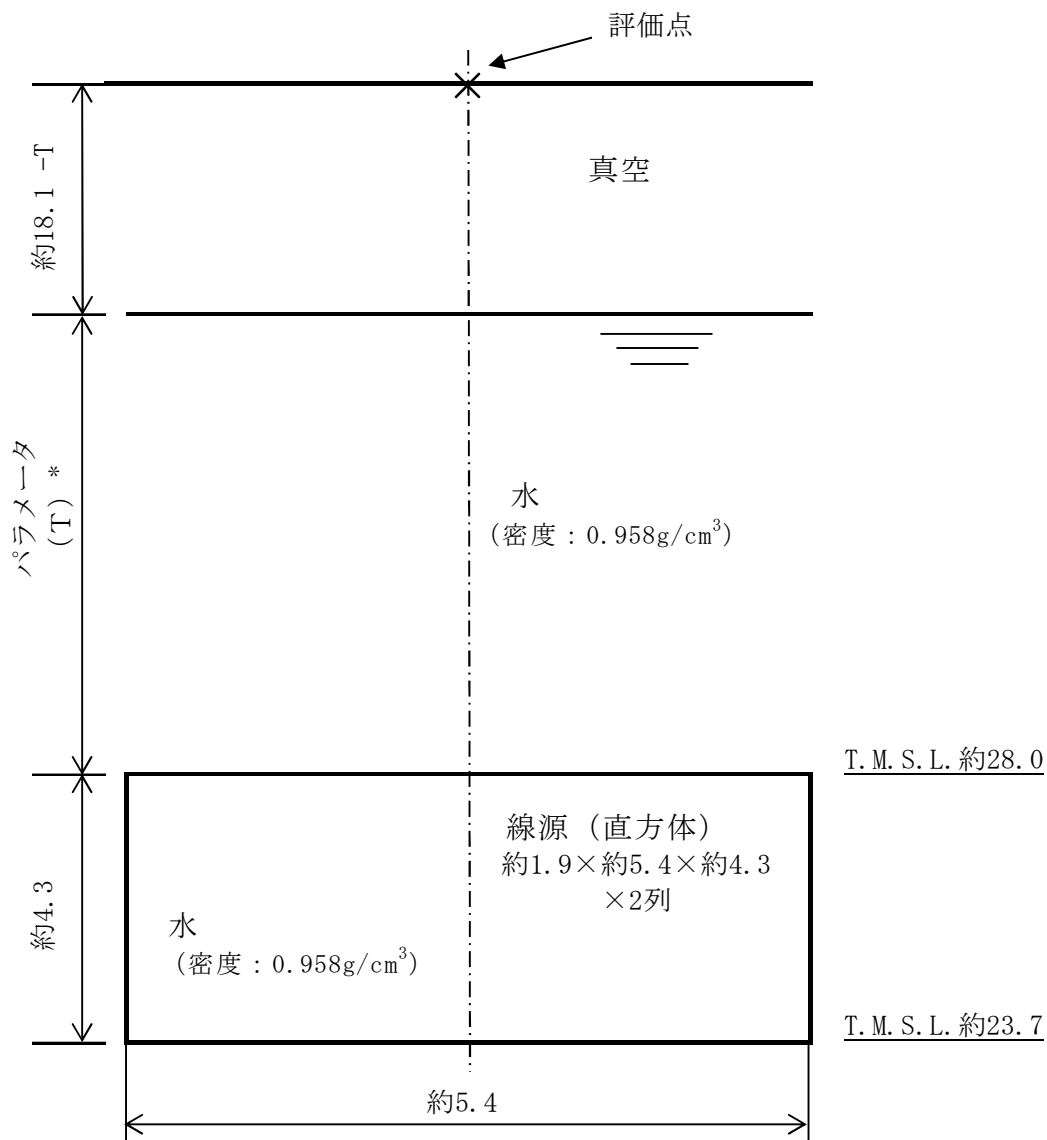 評価点
約18.1 -T
真空
パラメータ
(T)*
水
(密度：0.958g/cm³)
T.M.S.L.約28.0
約4.3
線源（直方体）
約1.9×約5.4×約4.3
×2列
水
(密度：0.958g/cm³)
T.M.S.L.約23.7
約5.4